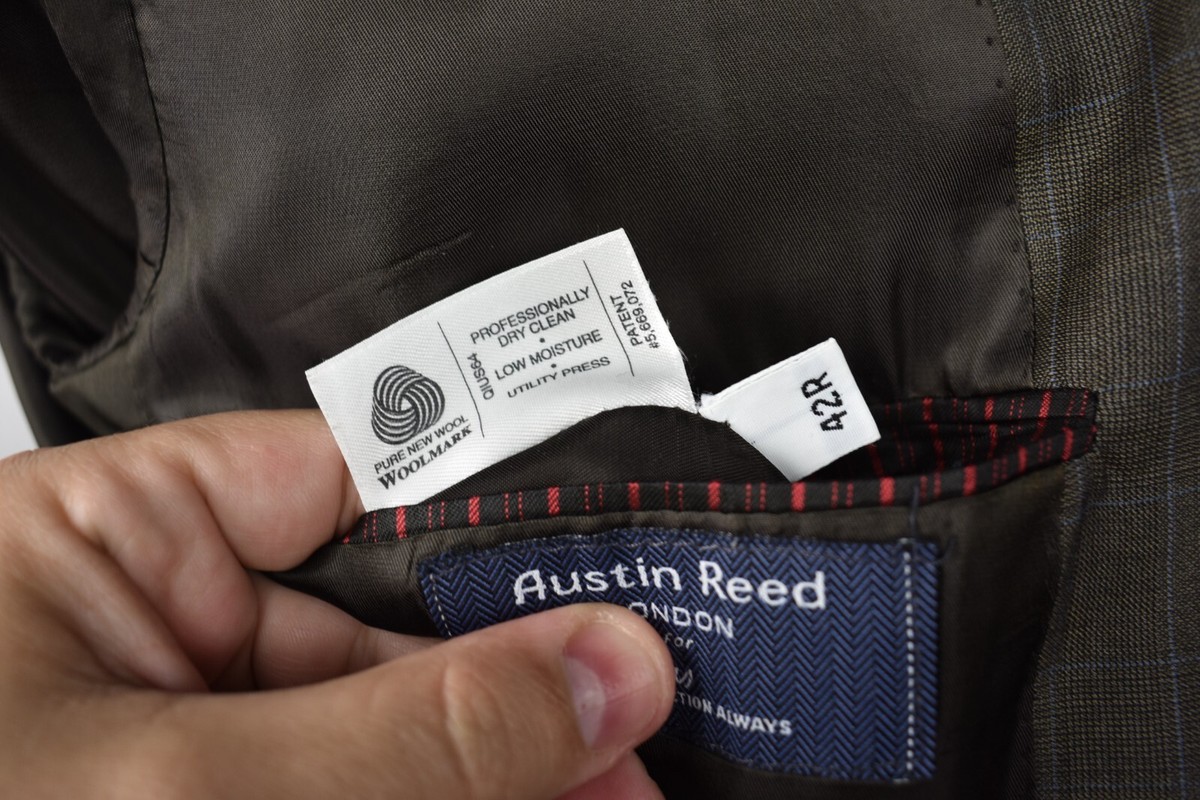 PURE NEW WOOL
WOOLMARK
QIUS64
PROFESSIONALLY
DRY CLEAN
•
LOW MOISTURE
•
UTILITY PRESS
PATENT
#5,669,072
42R
Austin Reed
ONDON
for
TION ALWAYS